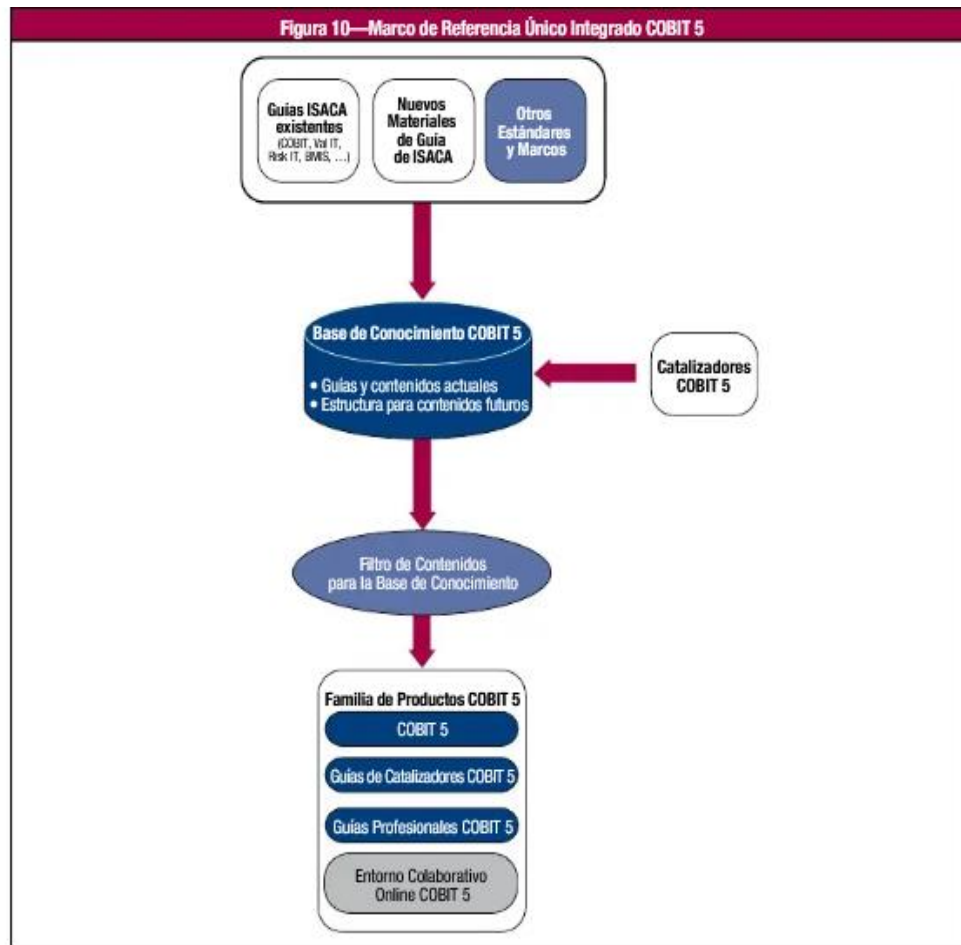 Figura 10—Marco de Referencia Único Integrado COBIT 5
Guías ISACA
existentes
(COBIT, Val IT,
Risk IT, BMIS, …)
Nuevos
Materiales
de Guía
de ISACA
Otros
Estándares
y Marcos
Base de Conocimiento COBIT 5
• Guías y contenidos actuales
• Estructura para contenidos futuros
Catalizadores
COBIT 5
Filtro de Contenidos
para la Base de Conocimiento
Familia de Productos COBIT 5
COBIT 5
Guías de Catalizadores COBIT 5
Guías Profesionales COBIT 5
Entorno Colaborativo
Online COBIT 5